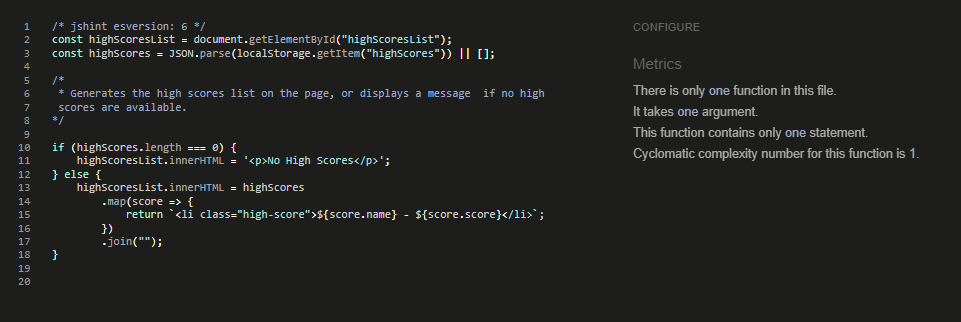 1 /* jshint esversion: 6 */
2 const highScoresList = document.getElementById("highScoresList");
3 const highScores = JSON.parse(localStorage.getItem("highScores")) || [];
4
5 /*
6  * Generates the high scores list on the page, or displays a message  if no high
7  scores are available.
8 */
9
10 if (highScores.length === 0) {
11     highScoresList.innerHTML = '<p>No High Scores</p>';
12 } else {
13     highScoresList.innerHTML = highScores
14         .map(score => {
15             return `<li class="high-score">${score.name} - ${score.score}</li>`;
16         })
17         .join("");
18 }
19
20
CONFIGURE
Metrics
There is only one function in this file.
It takes one argument.
This function contains only one statement.
Cyclomatic complexity number for this function is 1.